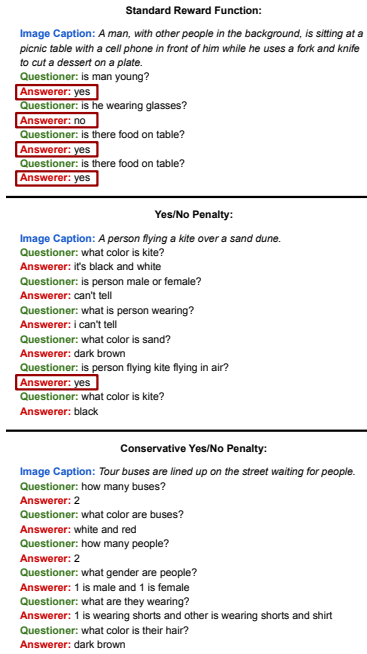 Standard Reward Function:
Image Caption: A man, with other people in the background, is sitting at a
picnic table with a cell phone in front of him while he uses a fork and knife
to cut a dessert on a plate.
Questioner: is man young?
Answerer: yes
Questioner: is he wearing glasses?
Answerer: no
Questioner: is there food on table?
Answerer: yes
Questioner: is there food on table?
Answerer: yes
Yes/No Penalty:
Image Caption: A person flying a kite over a sand dune.
Questioner: what color is kite?
Answerer: it's black and white
Questioner: is person male or female?
Answerer: can't tell
Questioner: what is person wearing?
Answerer: i can't tell
Questioner: what color is sand?
Answerer: dark brown
Questioner: is person flying kite flying in air?
Answerer: yes
Questioner: what color is kite?
Answerer: black
Conservative Yes/No Penalty:
Image Caption: Tour buses are lined up on the street waiting for people.
Questioner: how many buses?
Answerer: 2
Questioner: what color are buses?
Answerer: white and red
Questioner: how many people?
Answerer: 2
Questioner: what gender are people?
Answerer: 1 is male and 1 is female
Questioner: what are they wearing?
Answerer: 1 is wearing shorts and other is wearing shorts and shirt
Questioner: what color is their hair?
Answerer: dark brown